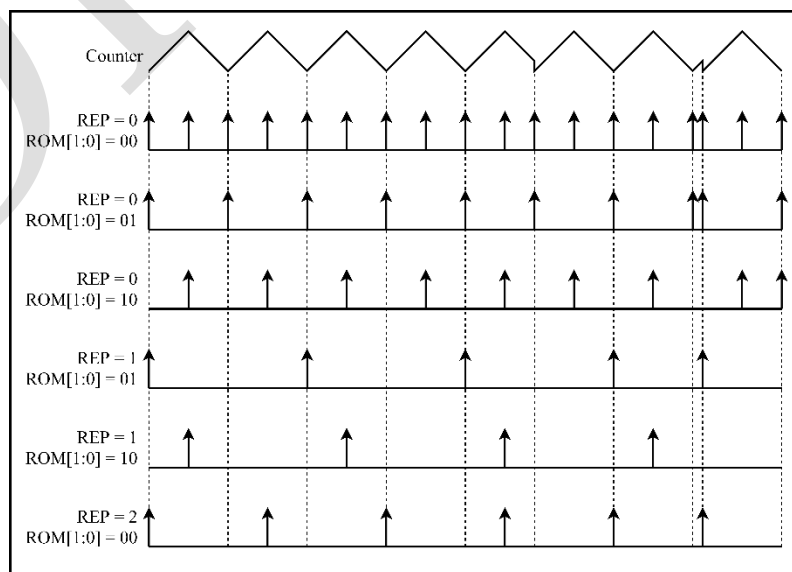 Counter
REP = 0
ROM[1:0] = 00
REP = 0
ROM[1:0] = 01
REP = 0
ROM[1:0] = 10
REP = 1
ROM[1:0] = 01
REP = 1
ROM[1:0] = 10
REP = 2
ROM[1:0] = 00